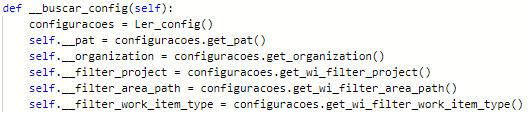 def __buscar_config(self):
    configuracoes = Ler_config()
    self.__pat = configuracoes.get_pat()
    self.__organization = configuracoes.get_organization()
    self.__filter_project = configuracoes.get_wi_filter_project()
    self.__filter_area_path = configuracoes.get_wi_filter_area_path()
    self.__filter_work_item_type = configuracoes.get_wi_filter_work_item_type()